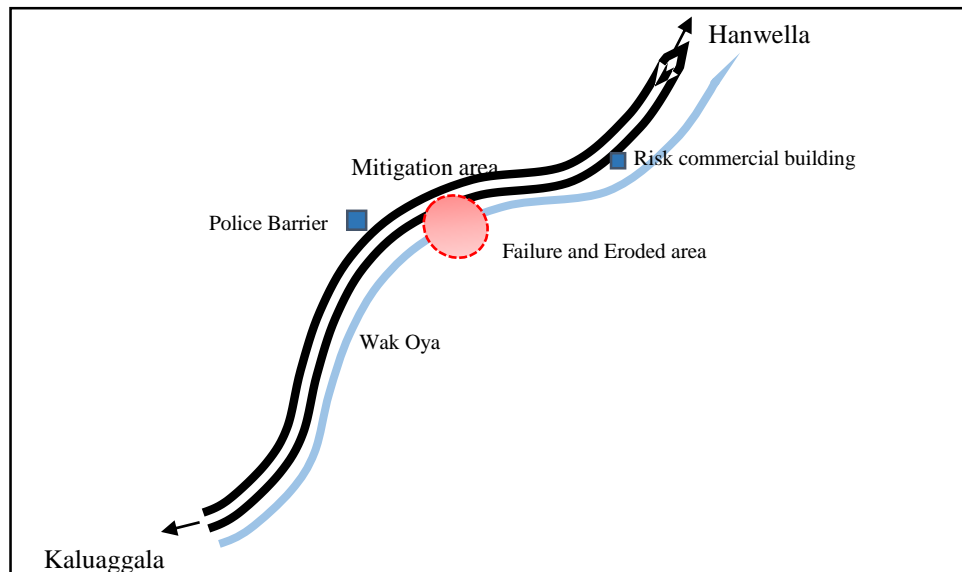 Hanwella
Risk commercial building
Mitigation area
Police Barrier
Failure and Eroded area
Wak Oya
Kaluaggala